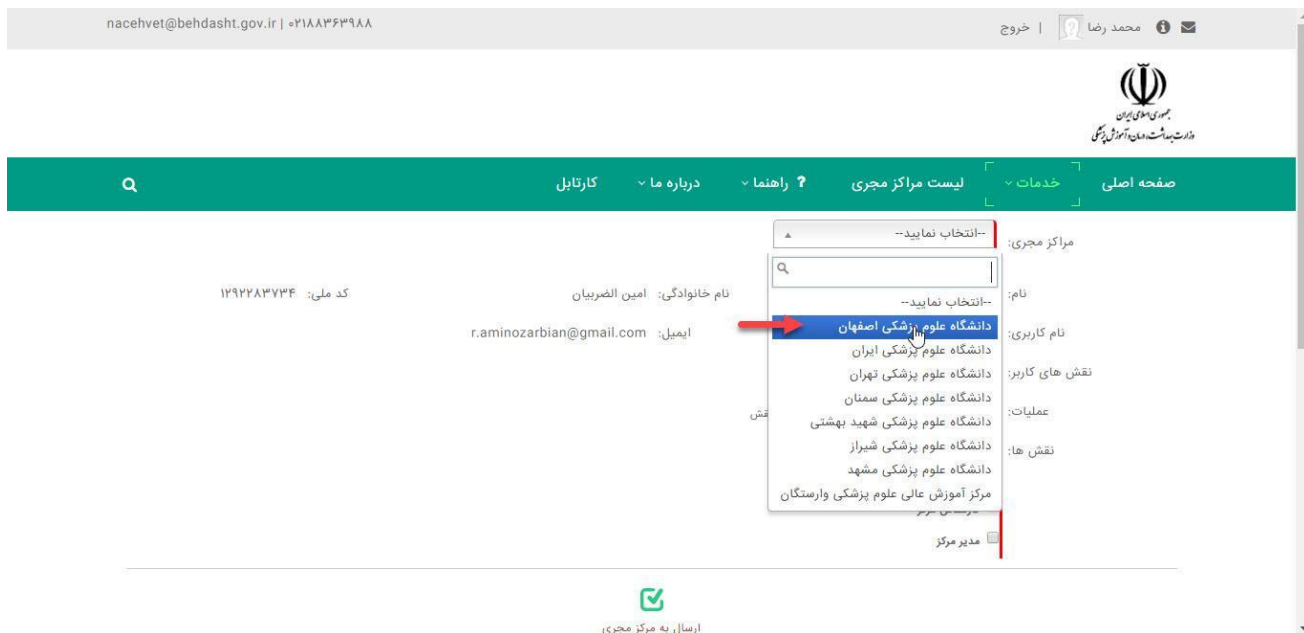 nacehvet@behdasht.gov.ir | ۰۲۱۸۸۳۶۳۹۸۸
محمد رضا | خروج
جمهوری اسلامی ایران
وزارت بهداشت، درمان و آموزش پزشکی
صفحه اصلی خدمات لیست مراکز مجری ? راهنما درباره ما کارتابل
مراکز مجری: --انتخاب نمایید--
نام: نام خانوادگی: امین الضربیان کد ملی: ۱۲۹۲۲۸۳۷۳۴
--انتخاب نمایید--
نام کاربری: دانشگاه علوم پزشکی اصفهان ایمیل: r.aminozarbian@gmail.com
دانشگاه علوم پزشکی ایران
نقش های کاربر: دانشگاه علوم پزشکی تهران
دانشگاه علوم پزشکی سمنان
عملیات: دانشگاه علوم پزشکی شهید بهشتی
نقش ها: دانشگاه علوم پزشکی شیراز
دانشگاه علوم پزشکی مشهد
مرکز آموزش عالی علوم پزشکی وارستگان
مدیر مرکز
ارسال به مرکز مجری